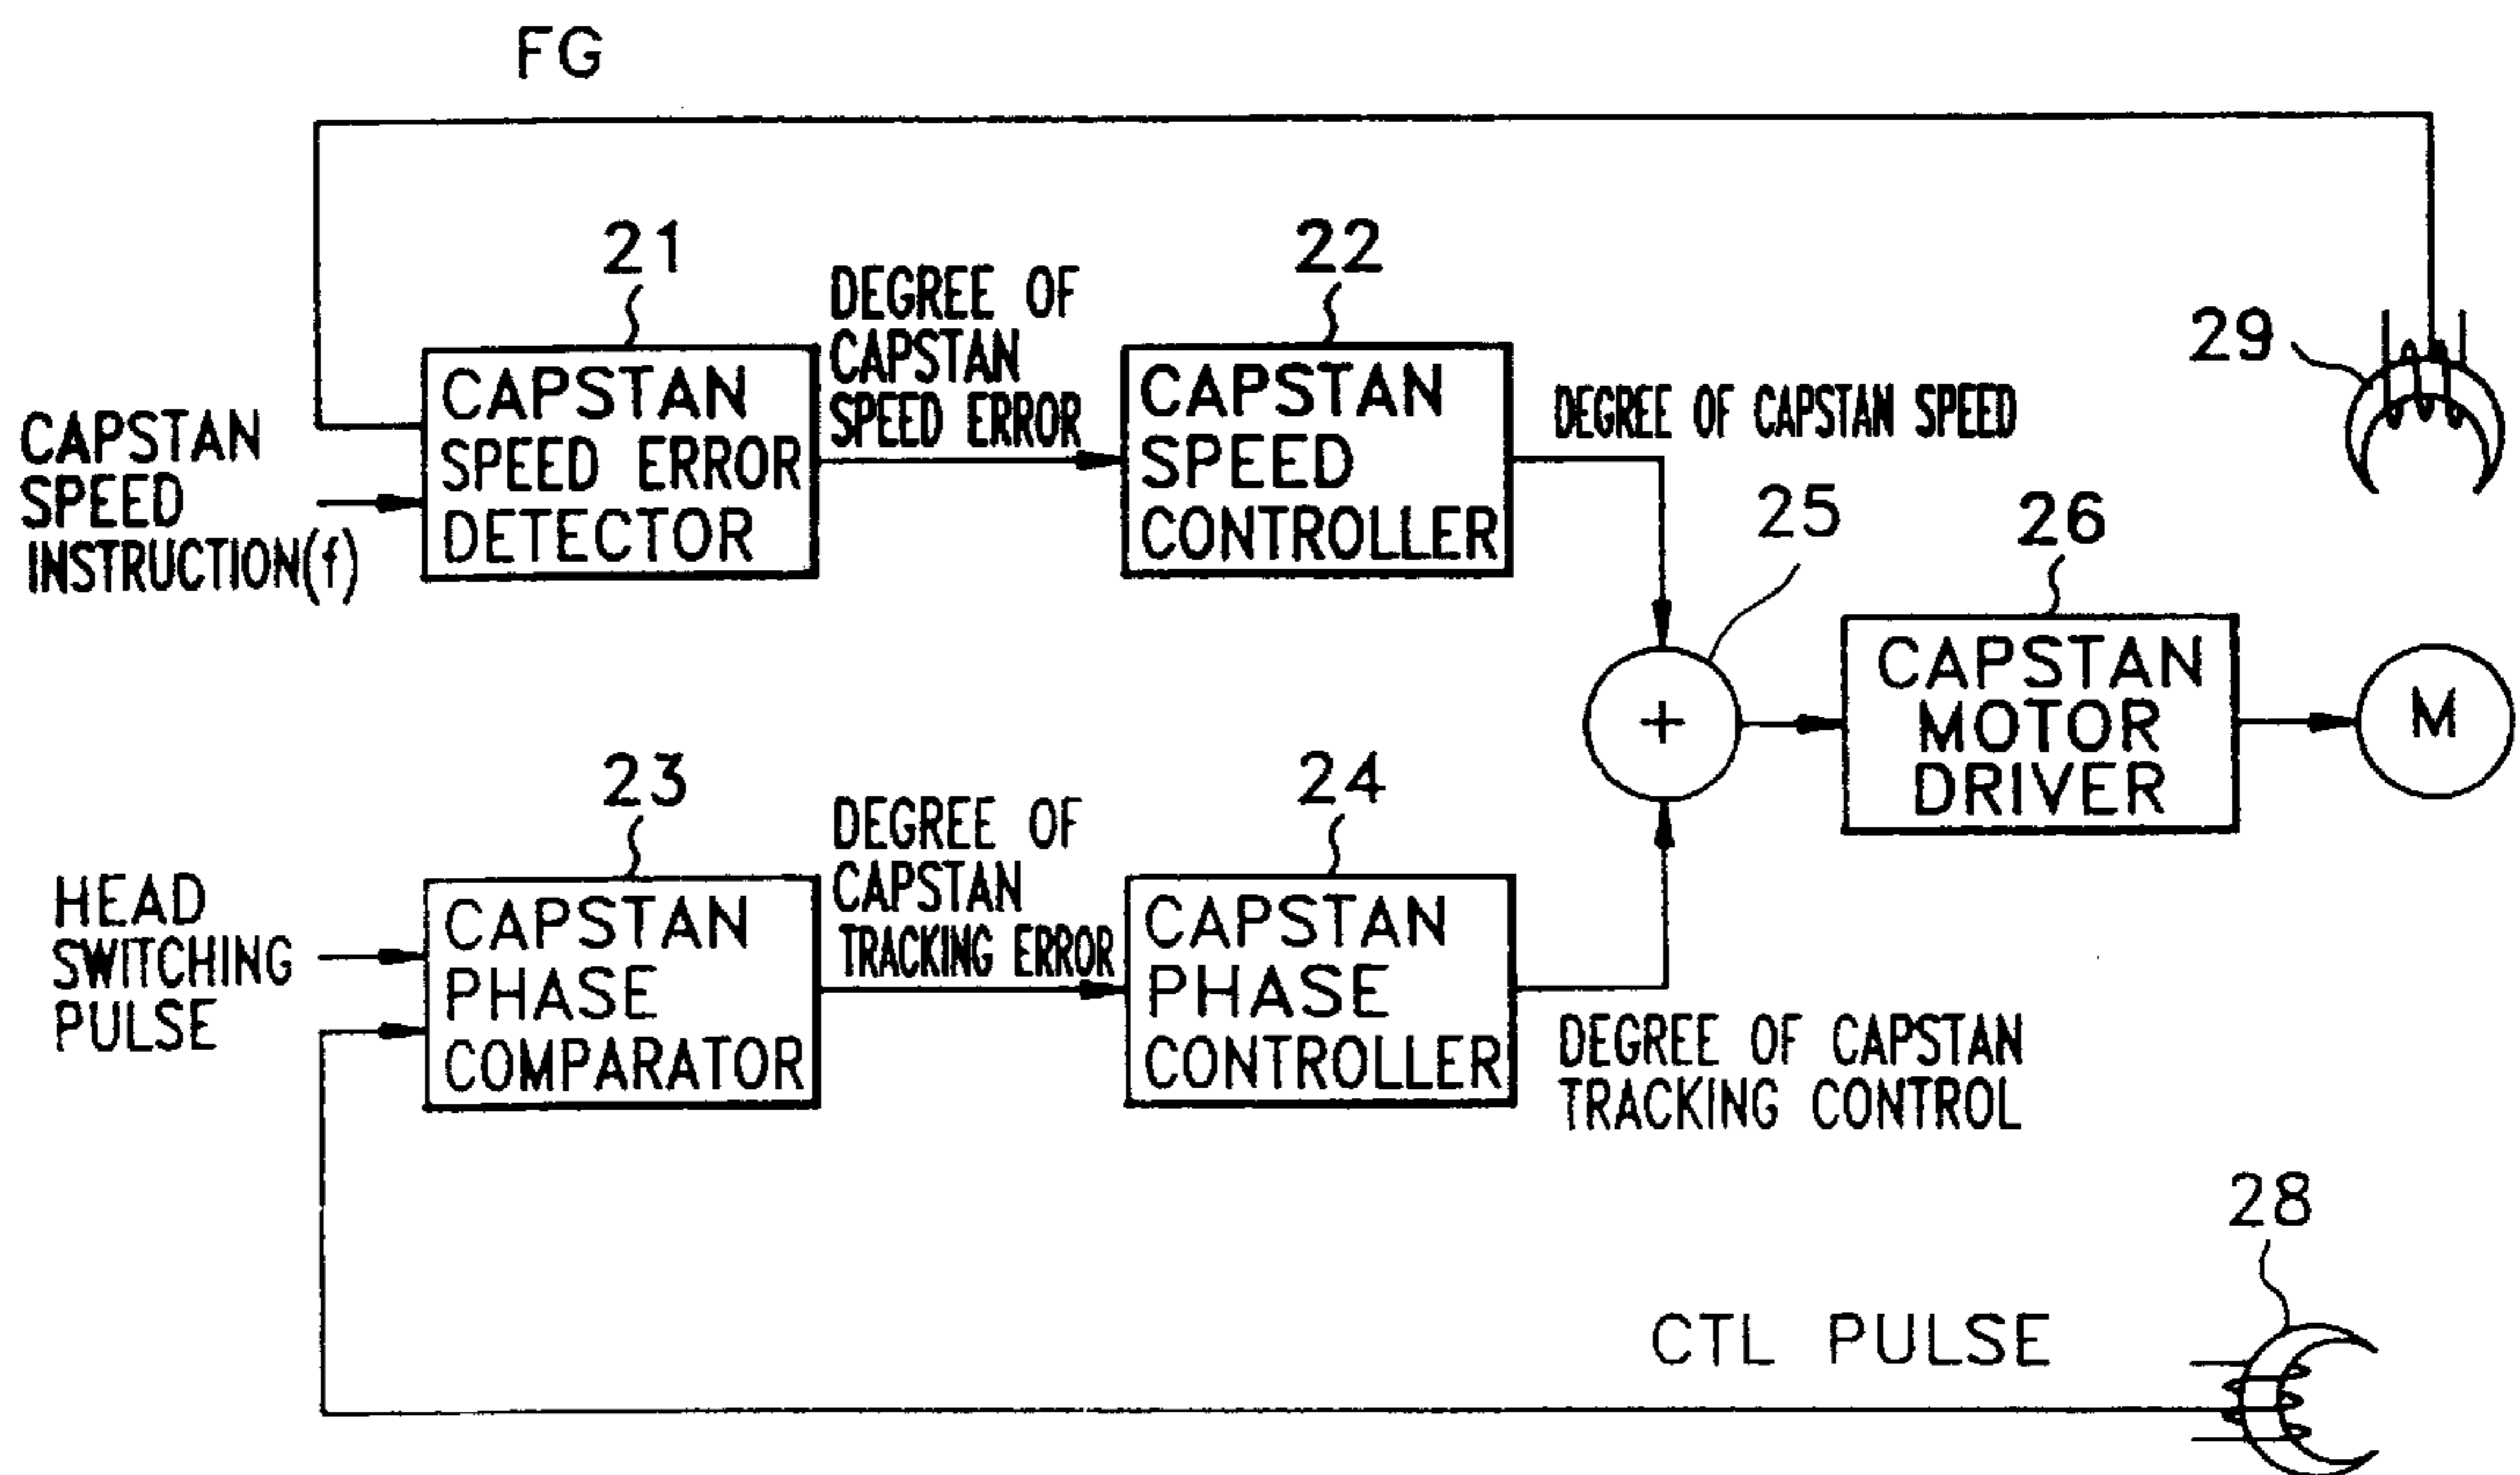 FG
21
DEGREE OF
CAPSTAN
SPEED ERROR
22
29
CAPSTAN
SPEED
INSTRUCTION(f)
CAPSTAN
SPEED ERROR
DETECTOR
CAPSTAN
SPEED
CONTROLLER
DEGREE OF CAPSTAN SPEED
25
26
+
CAPSTAN
MOTOR
DRIVER
M
23
DEGREE OF
CAPSTAN
TRACKING ERROR
24
HEAD
SWITCHING
PULSE
CAPSTAN
PHASE
COMPARATOR
CAPSTAN
PHASE
CONTROLLER
DEGREE OF CAPSTAN
TRACKING CONTROL
28
CTL PULSE